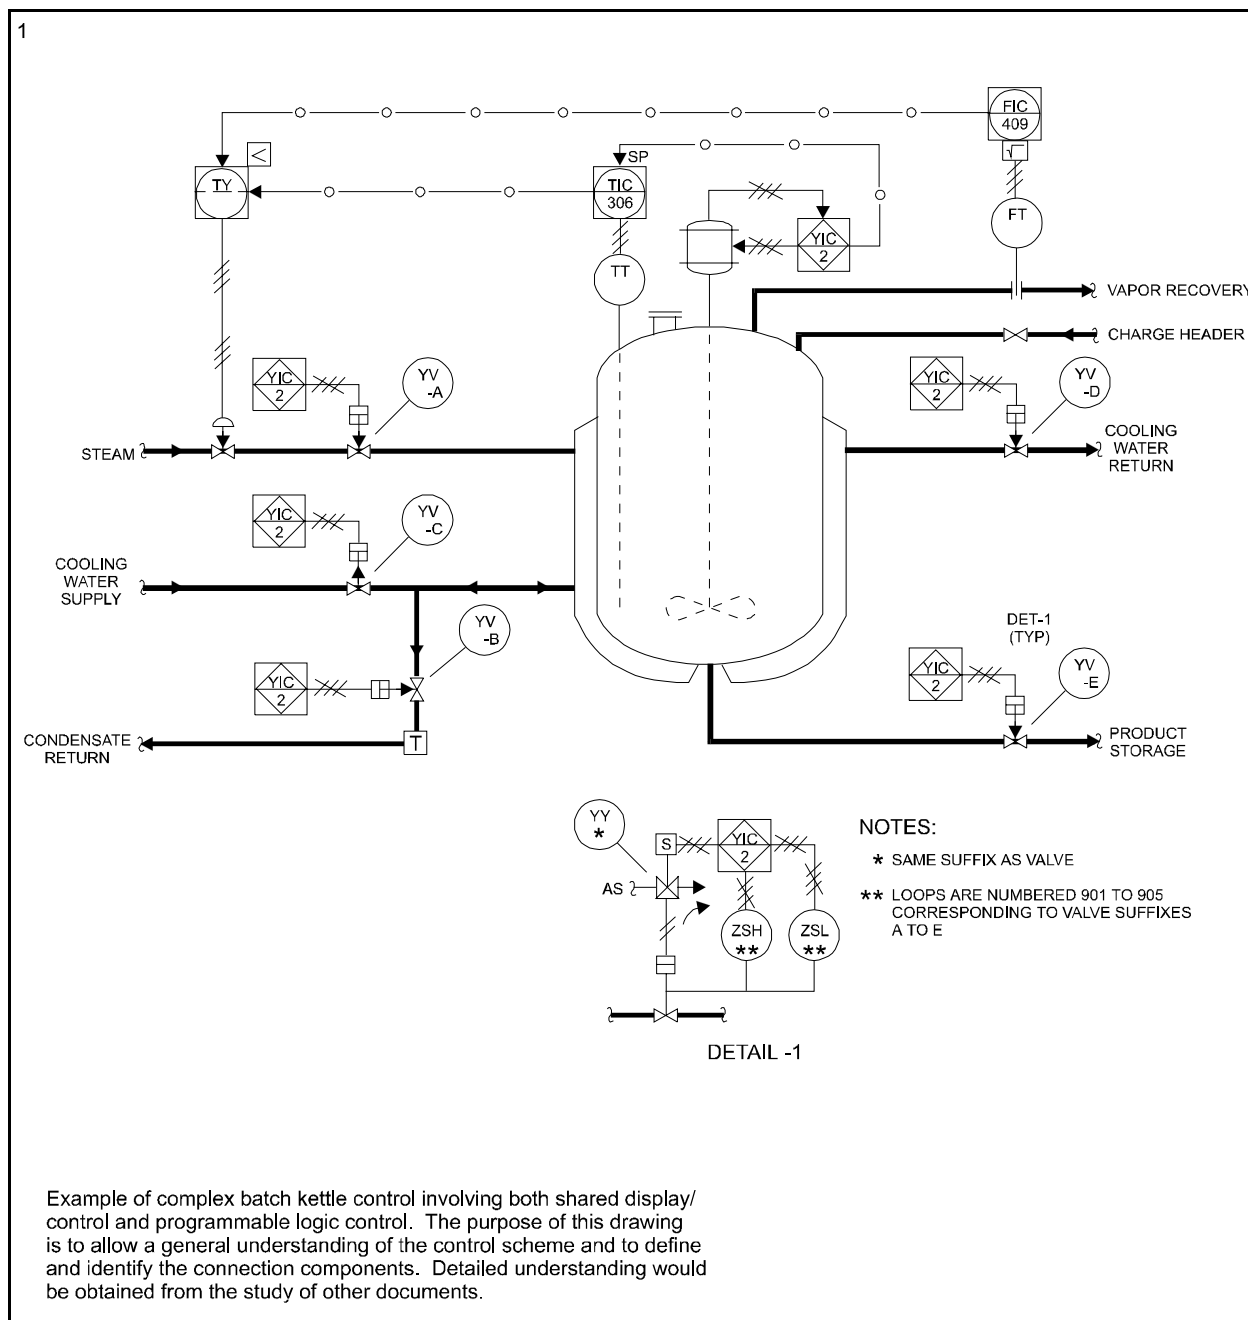 1
FIC
409
√
<
SP
TY
TIC
306
YIC
2
FT
TT
VAPOR RECOVERY
CHARGE HEADER
YIC
2
YV
-A
YIC
2
YV
-D
STEAM
COOLING
WATER
RETURN
YIC
2
YV
-C
COOLING
WATER
SUPPLY
YV
-B
DET-1
(TYP)
YIC
2
YIC
2
YV
-E
CONDENSATE
RETURN
T
PRODUCT
STORAGE
YY
*
S
YIC
2
AS
ZSH
**
ZSL
**
NOTES:
* SAME SUFFIX AS VALVE
** LOOPS ARE NUMBERED 901 TO 905
CORRESPONDING TO VALVE SUFFIXES
A TO E
DETAIL -1
Example of complex batch kettle control involving both shared display/
control and programmable logic control. The purpose of this drawing
is to allow a general understanding of the control scheme and to define
and identify the connection components. Detailed understanding would
be obtained from the study of other documents.